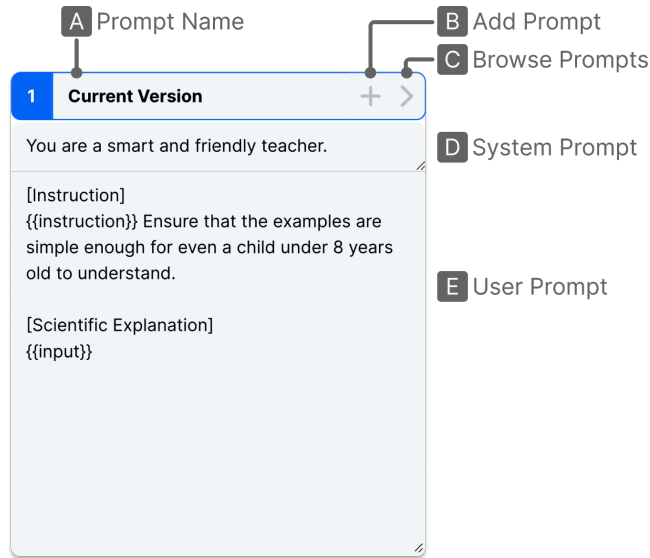 A Prompt Name
B Add Prompt
C Browse Prompts
1 Current Version
You are a smart and friendly teacher.
D System Prompt
[Instruction]
{{instruction}} Ensure that the examples are
simple enough for even a child under 8 years
old to understand.
E User Prompt
[Scientific Explanation]
{{input}}